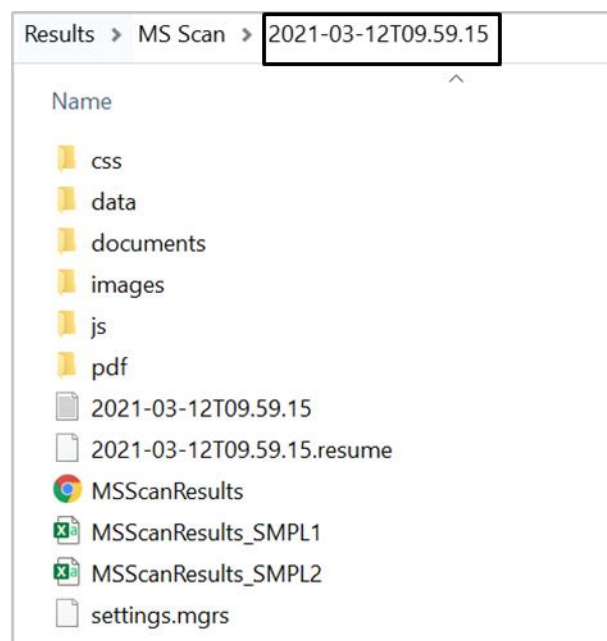 Results > MS Scan > 2021-03-12T09.59.15
Name
css
data
documents
images
js
pdf
2021-03-12T09.59.15
2021-03-12T09.59.15.resume
MSScanResults
MSScanResults_SMPL1
MSScanResults_SMPL2
settings.mgrs